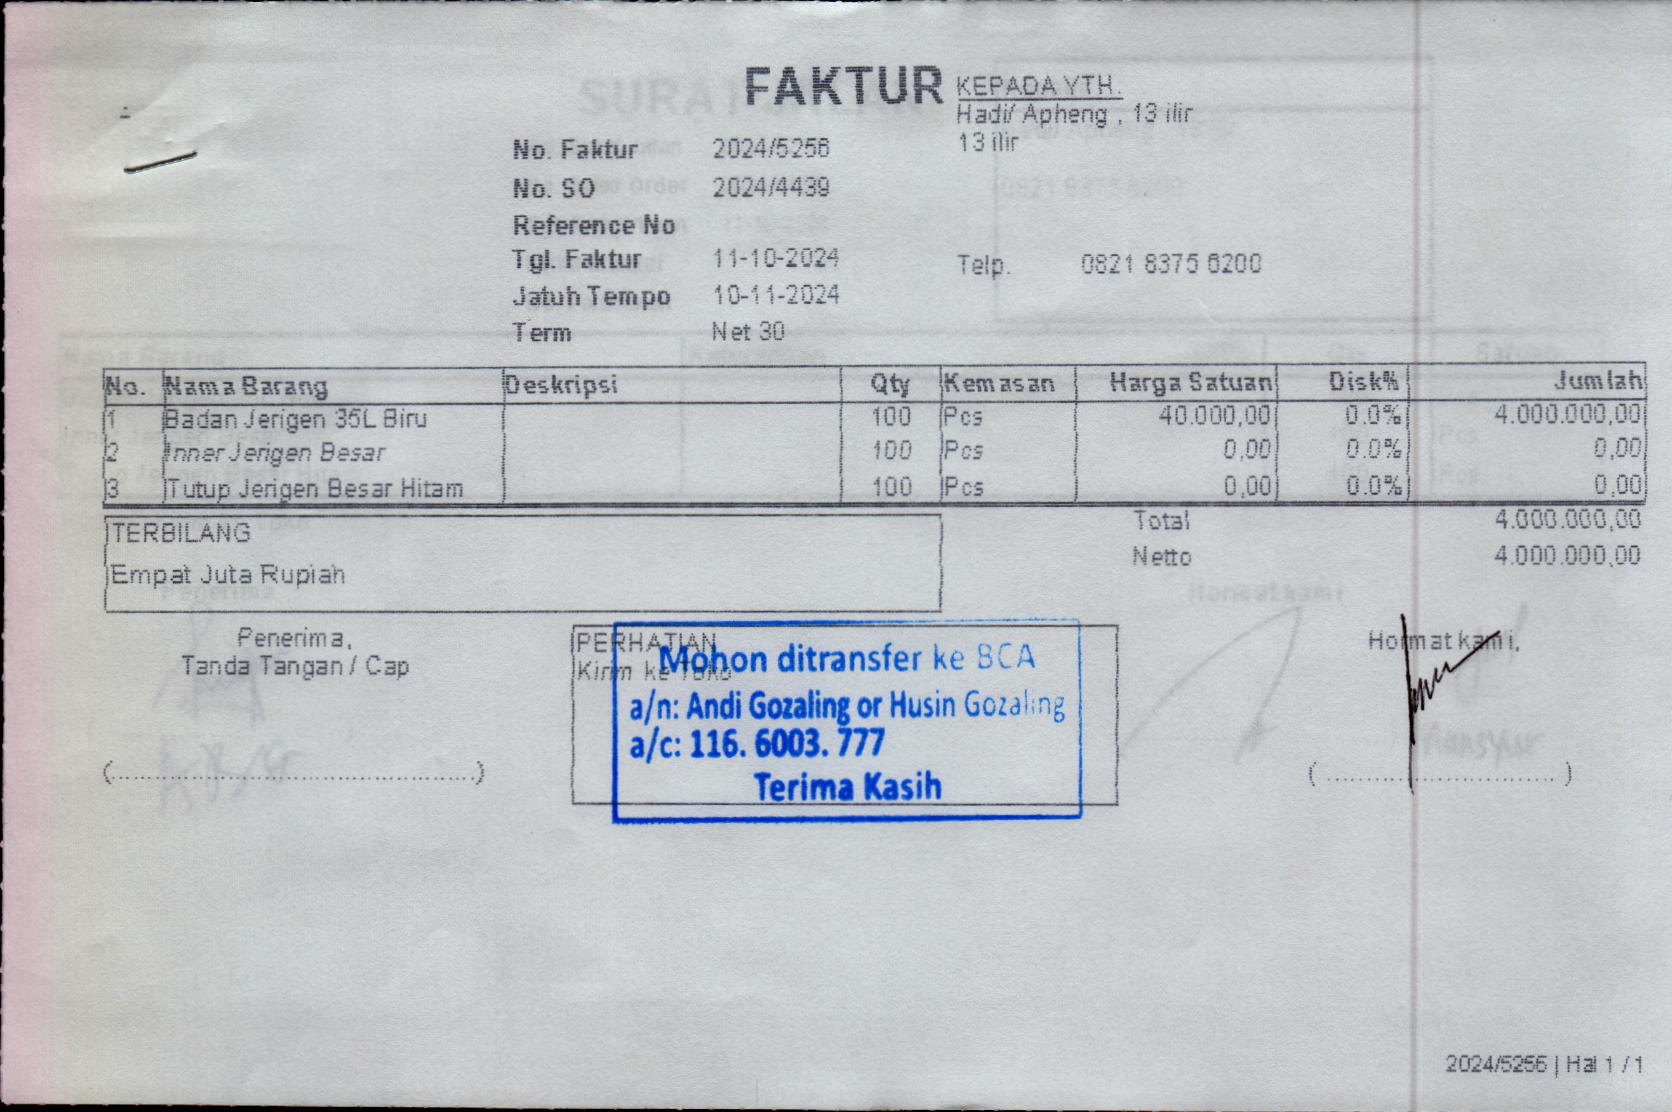 FAKTUR
KEPADA YTH.
Hadi/ Apheng , 13 ilir
13 ilir
No. Faktur 2024/5256
No. SO 2024/4439
Reference No
Tgl. Faktur 11-10-2024
Telp. 0821 8375 6200
Jatuh Tempo 10-11-2024
Term Net 30
No. Nama Barang Deskripsi Qty Kemasan Harga Satuan Disk% Jumlah
1 Badan Jerigen 35L Biru 100 Pcs 40.000,00 0.0% 4.000.000,00
2 Inner Jerigen Besar 100 Pcs 0,00 0.0% 0,00
3 Tutup Jerigen Besar Hitam 100 Pcs 0,00 0.0% 0,00
Total 4.000.000,00
TERBILANG
Netto 4.000.000,00
Empat Juta Rupiah
Penerima,
Tanda Tangan / Cap
PERHATIAN
Kirim ke Toko
Mohon ditransfer ke BCA
a/n: Andi Gozaling or Husin Gozaling
a/c: 116. 6003. 777
Terima Kasih
Hormat kami,
2024/5256 | Hal 1 / 1